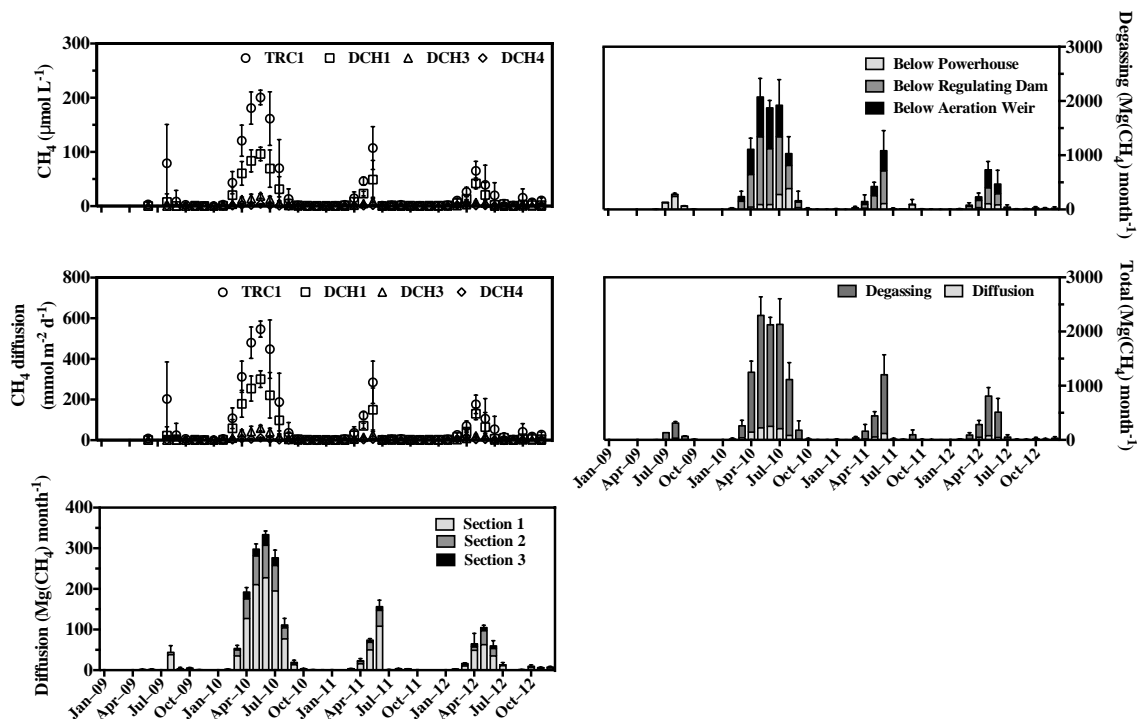 300
200
100
0
CH4 (μmol L–1)
TRC1 DCH1 DCH3 DCH4
3000
2000
1000
0
Degassing (Mg(CH4) month-1)
Below Powerhouse
Below Regulating Dam
Below Aeration Weir
800
600
400
200
0
CH4 diffusion
(mmol m–2 d–1)
TRC1 DCH1 DCH3 DCH4
3000
2000
1000
0
Total (Mg(CH4) month-1)
Degassing Diffusion
Jan–09 Apr–09 Jul–09 Oct–09 Jan–10 Apr–10 Jul–10 Oct–10 Jan–11 Apr–11 Jul–11 Oct–11 Jan–12 Apr–12 Jul–12 Oct–12
400
300
200
100
0
Diffusion (Mg(CH4) month–1)
Section 1
Section 2
Section 3
Jan–09 Apr–09 Jul–09 Oct–09 Jan–10 Apr–10 Jul–10 Oct–10 Jan–11 Apr–11 Jul–11 Oct–11 Jan–12 Apr–12 Jul–12 Oct–12